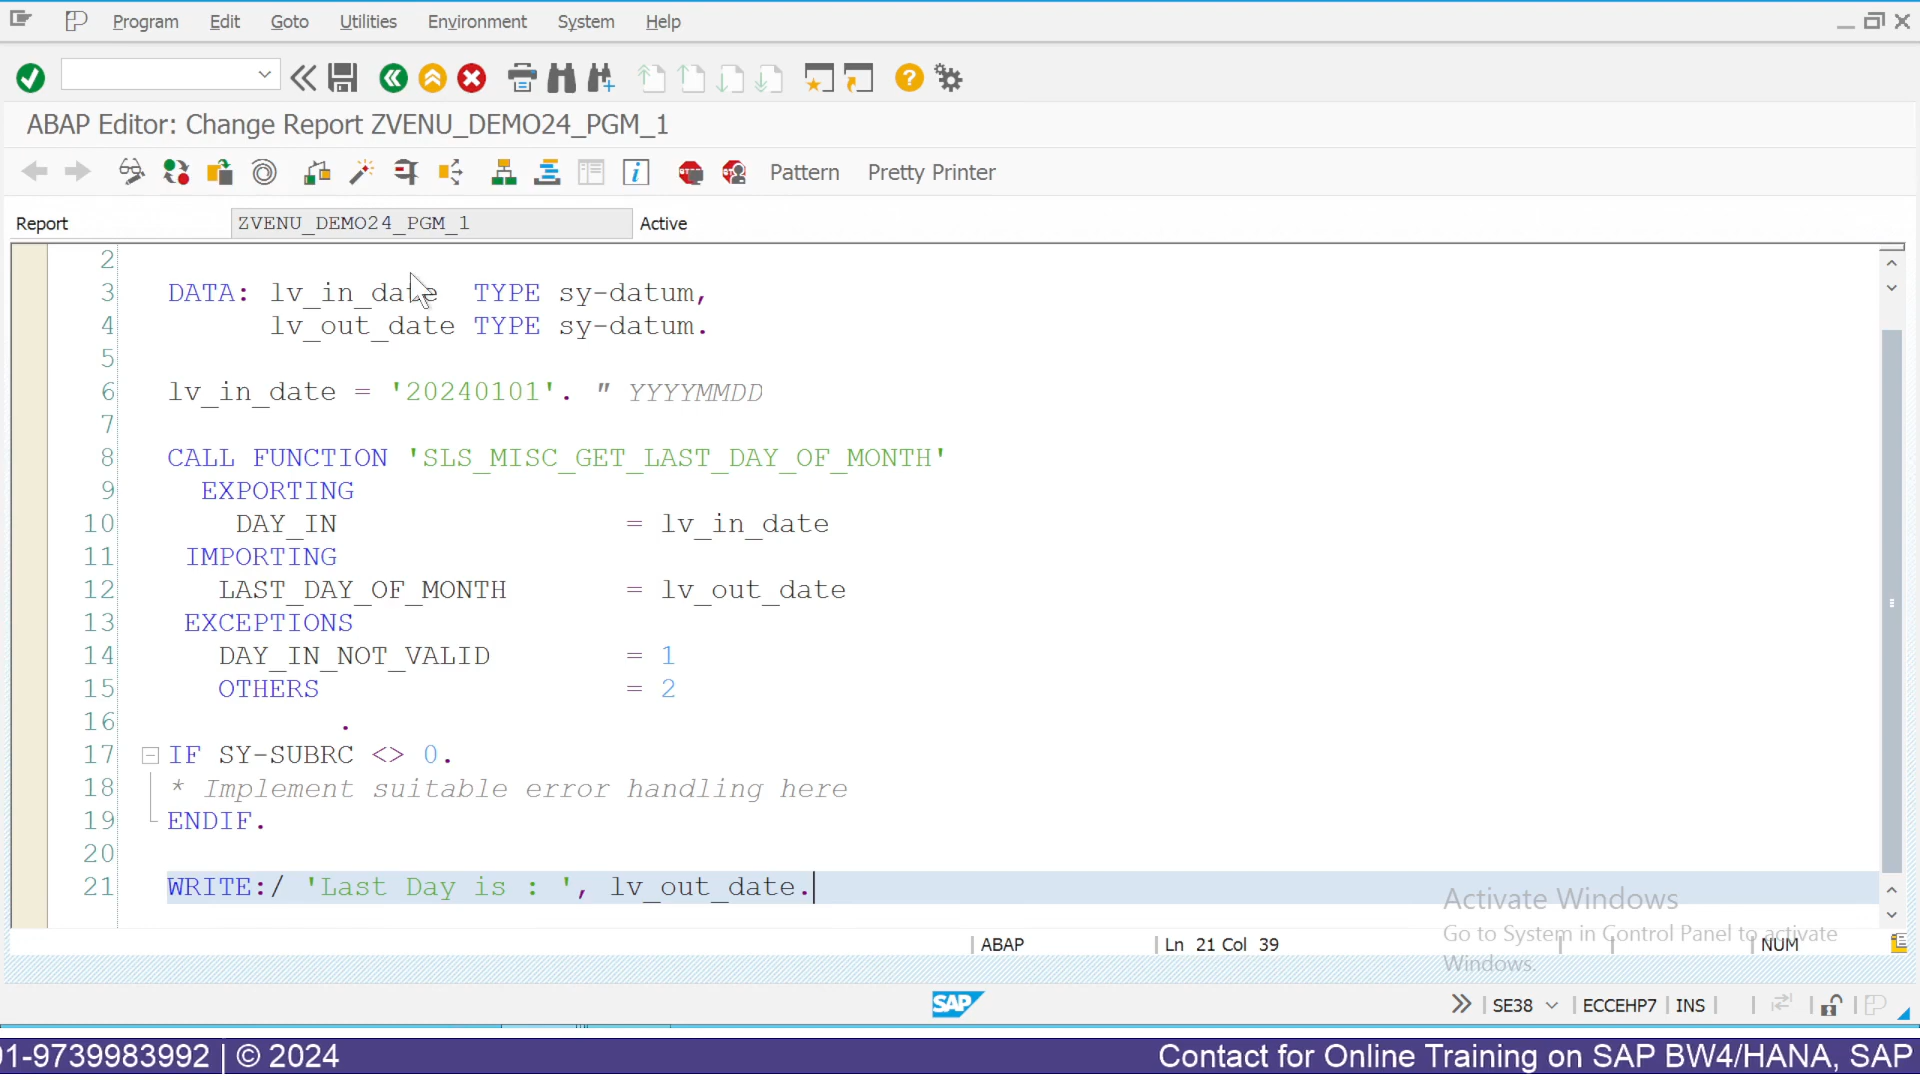 Program Edit Goto Utilities Environment System Help
ABAP Editor: Change Report ZVENU_DEMO24_PGM_1
Pattern Pretty Printer
Report ZVENU_DEMO24_PGM_1 Active
2
3 DATA: lv_in_date TYPE sy-datum,
4 lv_out_date TYPE sy-datum.
5
6 lv_in_date = '20240101'. " YYYYMMDD
7
8 CALL FUNCTION 'SLS_MISC_GET_LAST_DAY_OF_MONTH'
9 EXPORTING
10 DAY_IN = lv_in_date
11 IMPORTING
12 LAST_DAY_OF_MONTH = lv_out_date
13 EXCEPTIONS
14 DAY_IN_NOT_VALID = 1
15 OTHERS = 2
16 .
17 IF SY-SUBRC <> 0.
18 * Implement suitable error handling here
19 ENDIF.
20
21 WRITE:/ 'Last Day is : ', lv_out_date.
Activate Windows
Go to System in Control Panel to activate
Windows.
ABAP Ln 21 Col 39 NUM
SAP SE38 ECCEHP7 INS
01-9739983992 | © 2024 Contact for Online Training on SAP BW4/HANA, SAP